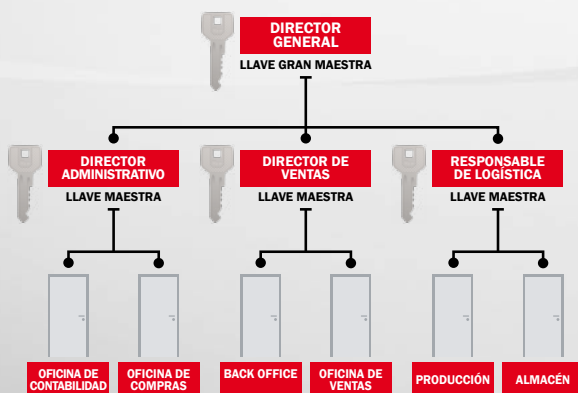 DIRECTOR
GENERAL
LLAVE GRAN MAESTRA
DIRECTOR
ADMINISTRATIVO
LLAVE MAESTRA
DIRECTOR DE
VENTAS
LLAVE MAESTRA
RESPONSABLE
DE LOGÍSTICA
LLAVE MAESTRA
OFICINA DE
CONTABILIDAD
OFICINA DE
COMPRAS
BACK OFFICE
OFICINA DE
VENTAS
PRODUCCIÓN
ALMACÉN